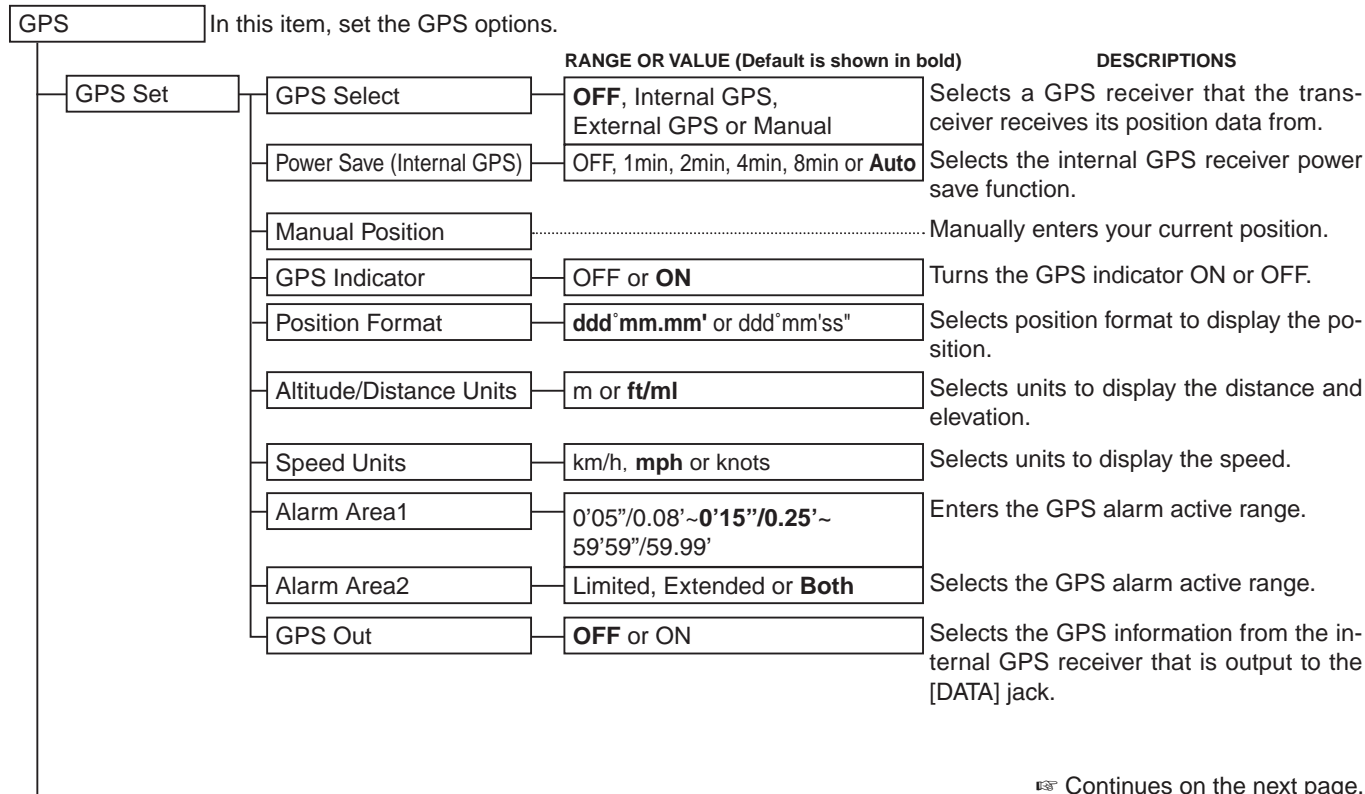 GPS In this item, set the GPS options.
RANGE OR VALUE (Default is shown in bold) DESCRIPTIONS
GPS Set
GPS Select
OFF, Internal GPS,
External GPS or Manual
Selects a GPS receiver that the trans-
ceiver receives its position data from.
Power Save (Internal GPS)
OFF, 1min, 2min, 4min, 8min or Auto
Selects the internal GPS receiver power
save function.
Manual Position
Manually enters your current position.
GPS Indicator
OFF or ON
Turns the GPS indicator ON or OFF.
Position Format
ddd˚mm.mm' or ddd˚mm'ss"
Selects position format to display the po-
sition.
Altitude/Distance Units
m or ft/ml
Selects units to display the distance and
elevation.
Speed Units
km/h, mph or knots
Selects units to display the speed.
Alarm Area1
0’05”/0.08’~0’15”/0.25’~
59’59”/59.99’
Enters the GPS alarm active range.
Alarm Area2
Limited, Extended or Both
Selects the GPS alarm active range.
GPS Out
OFF or ON
Selects the GPS information from the in-
ternal GPS receiver that is output to the
[DATA] jack.
☞ Continues on the next page.